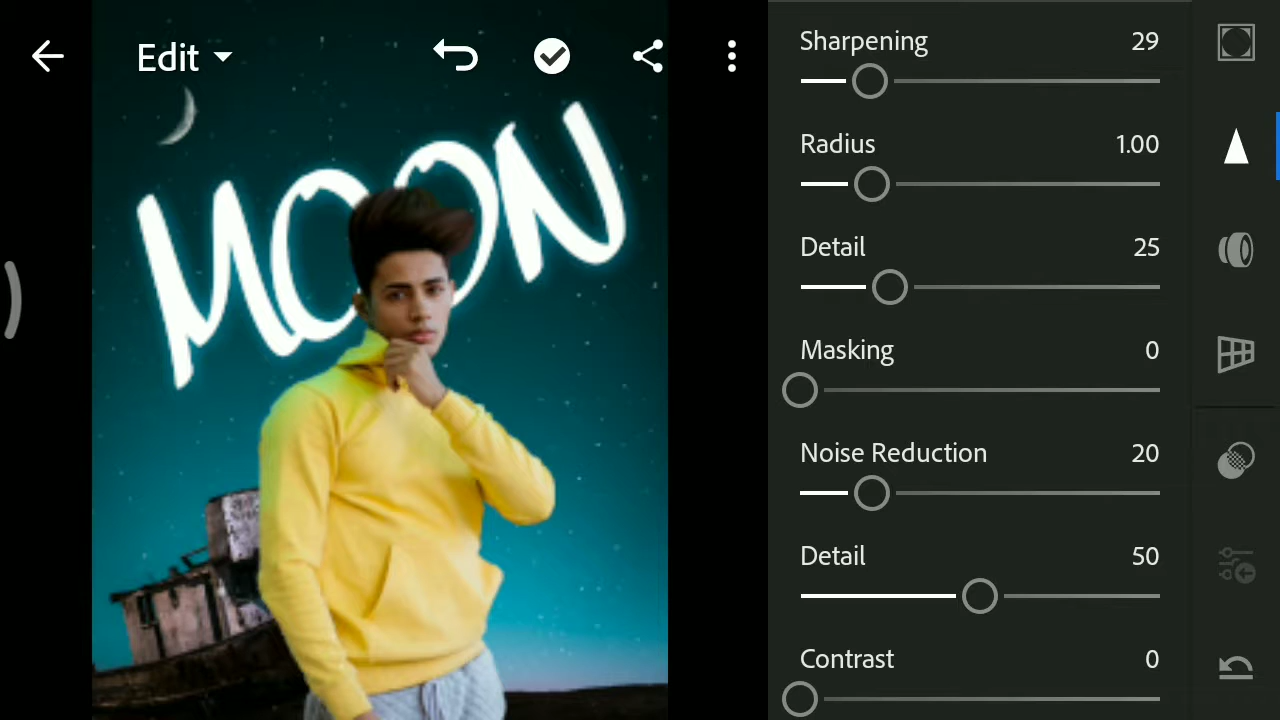 Edit
MOON
Sharpening 29
Radius 1.00
Detail 25
Masking 0
Noise Reduction 20
Detail 50
Contrast 0